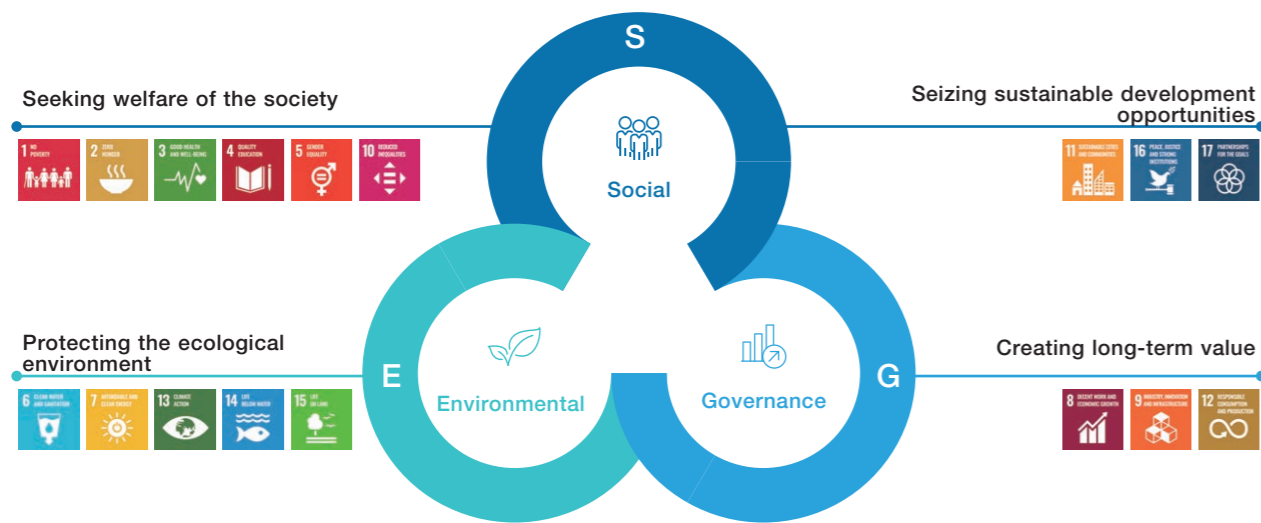 S
Seeking welfare of the society
1 NO
POVERTY
2 ZERO
HUNGER
3 GOOD HEALTH
AND WELL-BEING
4 QUALITY
EDUCATION
5 GENDER
EQUALITY
10 REDUCED
INEQUALITIES
Social
Seizing sustainable development
opportunities
11 SUSTAINABLE CITIES
AND COMMUNITIES
16 PEACE, JUSTICE
AND STRONG
INSTITUTIONS
17 PARTNERSHIPS
FOR THE GOALS
Protecting the ecological
environment
6 CLEAN WATER
AND SANITATION
7 AFFORDABLE AND
CLEAN ENERGY
13 CLIMATE
ACTION
14 LIFE
BELOW WATER
15 LIFE
ON LAND
E
Environmental
Governance
G
Creating long-term value
8 DECENT WORK AND
ECONOMIC GROWTH
9 INDUSTRY, INNOVATION
AND INFRASTRUCTURE
12 RESPONSIBLE
CONSUMPTION
AND PRODUCTION